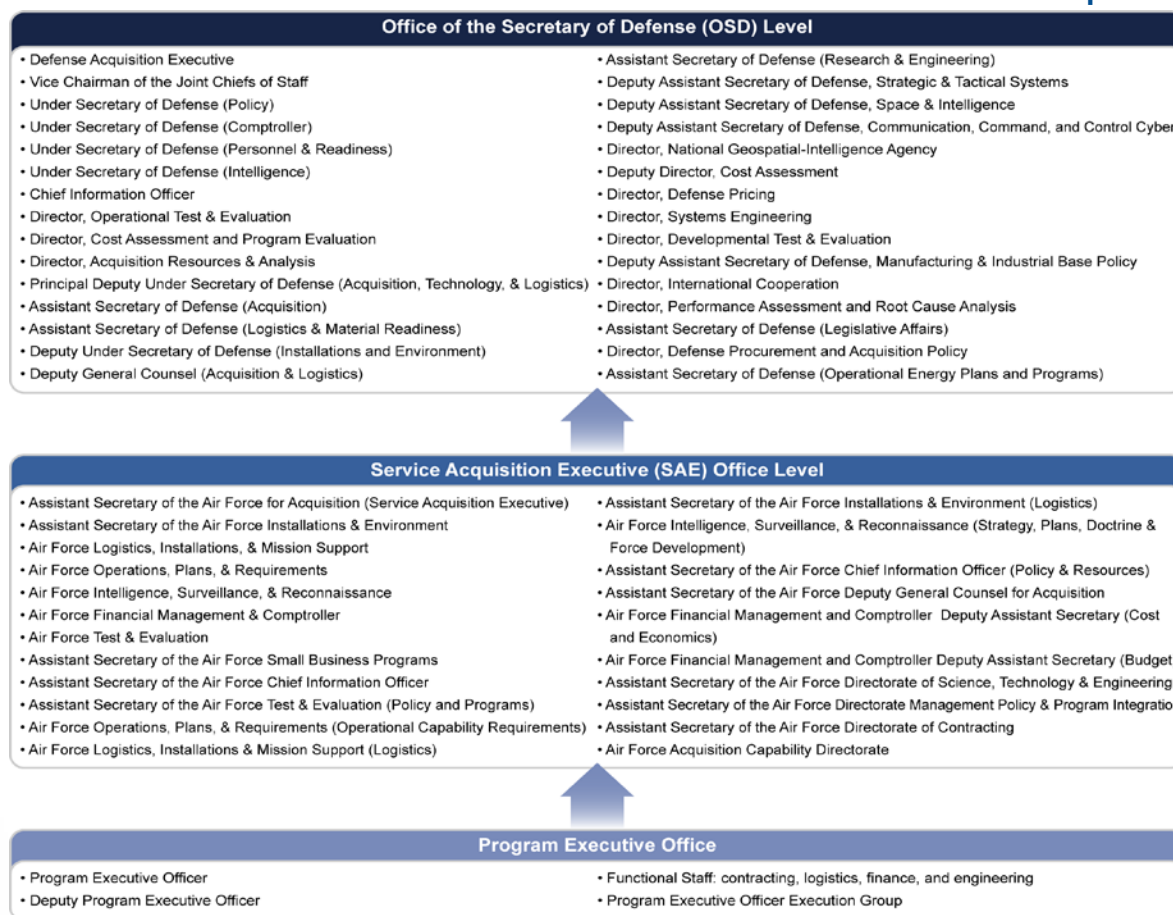 Office of the Secretary of Defense (OSD) Level
• Defense Acquisition Executive
• Vice Chairman of the Joint Chiefs of Staff
• Under Secretary of Defense (Policy)
• Under Secretary of Defense (Comptroller)
• Under Secretary of Defense (Personnel & Readiness)
• Under Secretary of Defense (Intelligence)
• Chief Information Officer
• Director, Operational Test & Evaluation
• Director, Cost Assessment and Program Evaluation
• Director, Acquisition Resources & Analysis
• Principal Deputy Under Secretary of Defense (Acquisition, Technology, & Logistics)
• Assistant Secretary of Defense (Acquisition)
• Assistant Secretary of Defense (Logistics & Material Readiness)
• Deputy Under Secretary of Defense (Installations and Environment)
• Deputy General Counsel (Acquisition & Logistics)
• Assistant Secretary of Defense (Research & Engineering)
• Deputy Assistant Secretary of Defense, Strategic & Tactical Systems
• Deputy Assistant Secretary of Defense, Space & Intelligence
• Deputy Assistant Secretary of Defense, Communication, Command, and Control Cyber
• Director, National Geospatial-Intelligence Agency
• Deputy Director, Cost Assessment
• Director, Defense Pricing
• Director, Systems Engineering
• Director, Developmental Test & Evaluation
• Deputy Assistant Secretary of Defense, Manufacturing & Industrial Base Policy
• Director, International Cooperation
• Director, Performance Assessment and Root Cause Analysis
• Assistant Secretary of Defense (Legislative Affairs)
• Director, Defense Procurement and Acquisition Policy
• Assistant Secretary of Defense (Operational Energy Plans and Programs)
Service Acquisition Executive (SAE) Office Level
• Assistant Secretary of the Air Force for Acquisition (Service Acquisition Executive)
• Assistant Secretary of the Air Force Installations & Environment
• Air Force Logistics, Installations, & Mission Support
• Air Force Operations, Plans, & Requirements
• Air Force Intelligence, Surveillance, & Reconnaissance
• Air Force Financial Management & Comptroller
• Air Force Test & Evaluation
• Assistant Secretary of the Air Force Small Business Programs
• Assistant Secretary of the Air Force Chief Information Officer
• Assistant Secretary of the Air Force Test & Evaluation (Policy and Programs)
• Air Force Operations, Plans, & Requirements (Operational Capability Requirements)
• Air Force Logistics, Installations & Mission Support (Logistics)
• Assistant Secretary of the Air Force Installations & Environment (Logistics)
• Air Force Intelligence, Surveillance, & Reconnaissance (Strategy, Plans, Doctrine &
Force Development)
• Assistant Secretary of the Air Force Chief Information Officer (Policy & Resources)
• Assistant Secretary of the Air Force Deputy General Counsel for Acquisition
• Air Force Financial Management and Comptroller Deputy Assistant Secretary (Cost
and Economics)
• Air Force Financial Management and Comptroller Deputy Assistant Secretary (Budget
• Assistant Secretary of the Air Force Directorate of Science, Technology & Engineering
• Assistant Secretary of the Air Force Directorate Management Policy & Program Integratio
• Assistant Secretary of the Air Force Directorate of Contracting
• Air Force Acquisition Capability Directorate
Program Executive Office
• Program Executive Officer
• Deputy Program Executive Officer
• Functional Staff: contracting, logistics, finance, and engineering
• Program Executive Officer Execution Group